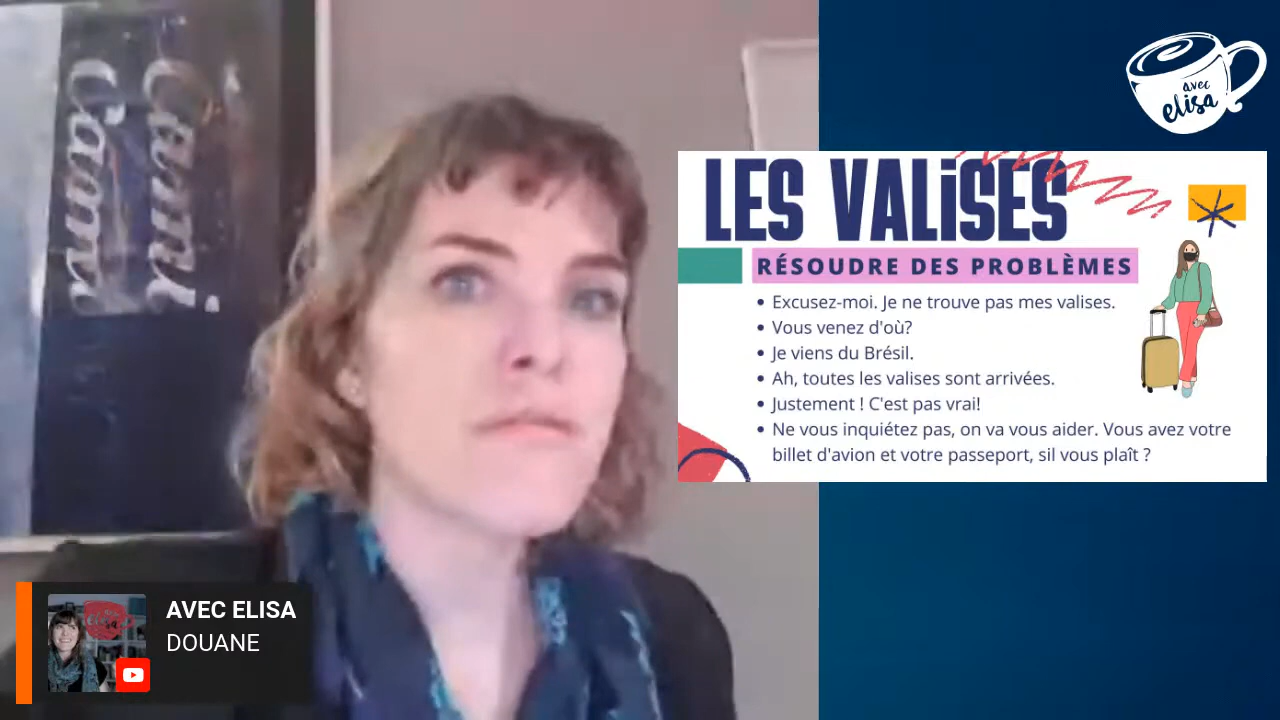 Cami
Cami
avec
elisa
LES VALISES
RÉSOUDRE DES PROBLÈMES
• Excusez-moi. Je ne trouve pas mes valises.
• Vous venez d'où?
• Je viens du Brésil.
• Ah, toutes les valises sont arrivées.
• Justement ! C'est pas vrai!
• Ne vous inquiétez pas, on va vous aider. Vous avez votre
billet d'avion et votre passeport, sil vous plaît ?
AVEC ELISA
DOUANE